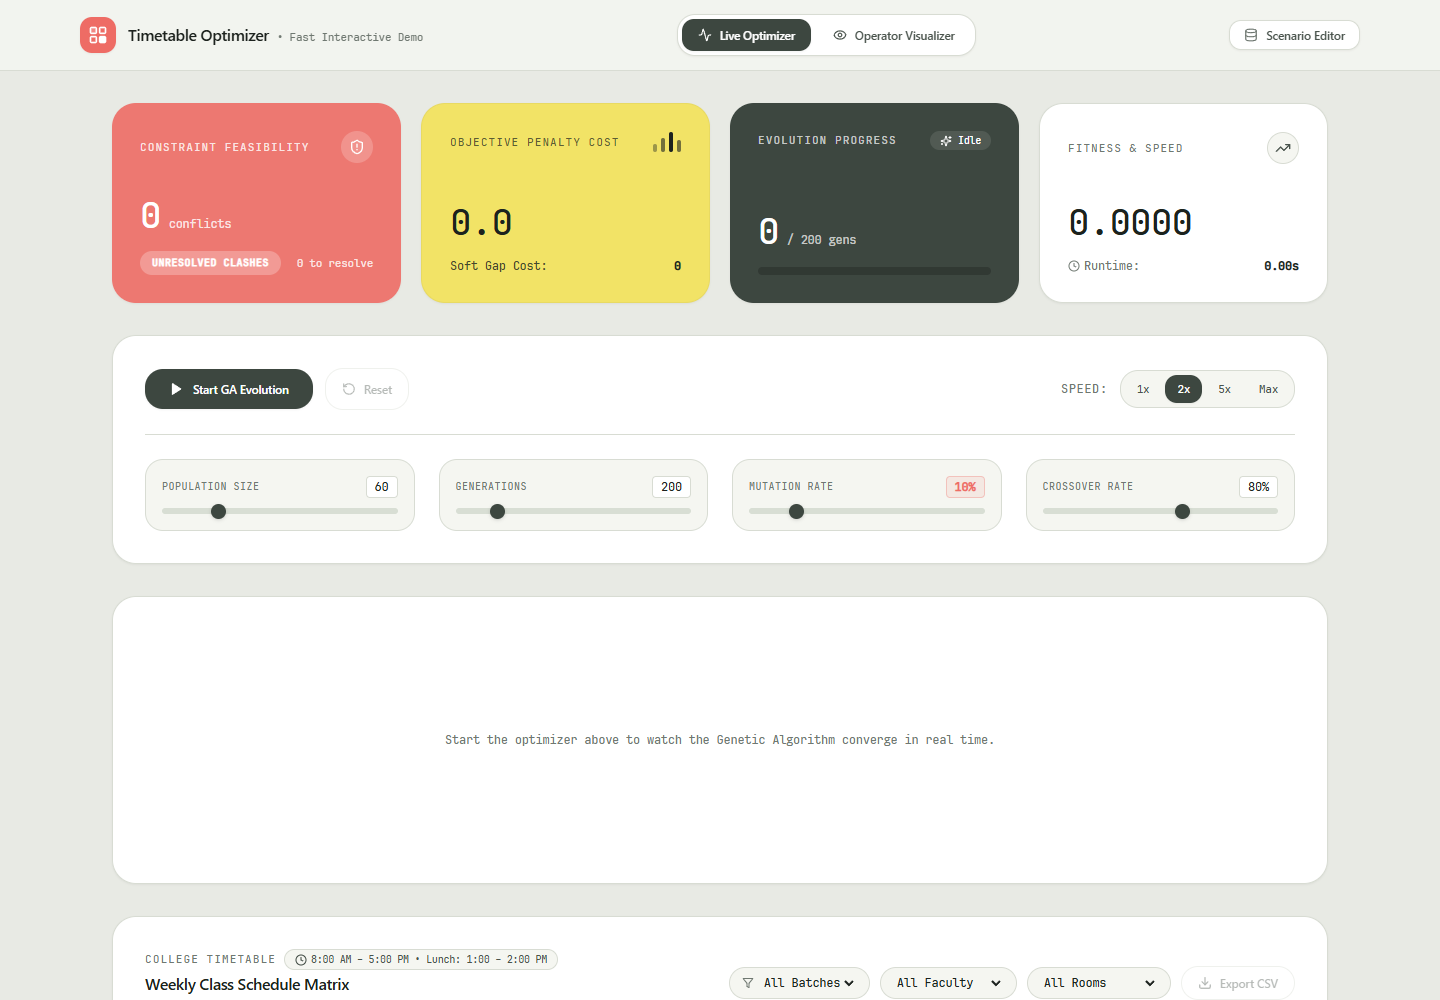 Timetable Optimizer • Fast Interactive Demo
Live Optimizer
Operator Visualizer
Scenario Editor
CONSTRAINT FEASIBILITY
0 conflicts
UNRESOLVED CLASHES 0 to resolve
OBJECTIVE PENALTY COST
0.0
Soft Gap Cost: 0
EVOLUTION PROGRESS Idle
0 / 200 gens
FITNESS & SPEED
0.0000
Runtime: 0.00s
Start GA Evolution
Reset
SPEED: 1x 2x 5x Max
POPULATION SIZE 60
GENERATIONS 200
MUTATION RATE 10%
CROSSOVER RATE 80%
Start the optimizer above to watch the Genetic Algorithm converge in real time.
COLLEGE TIMETABLE 8:00 AM – 5:00 PM • Lunch: 1:00 – 2:00 PM
Weekly Class Schedule Matrix
All Batches
All Faculty
All Rooms
Export CSV